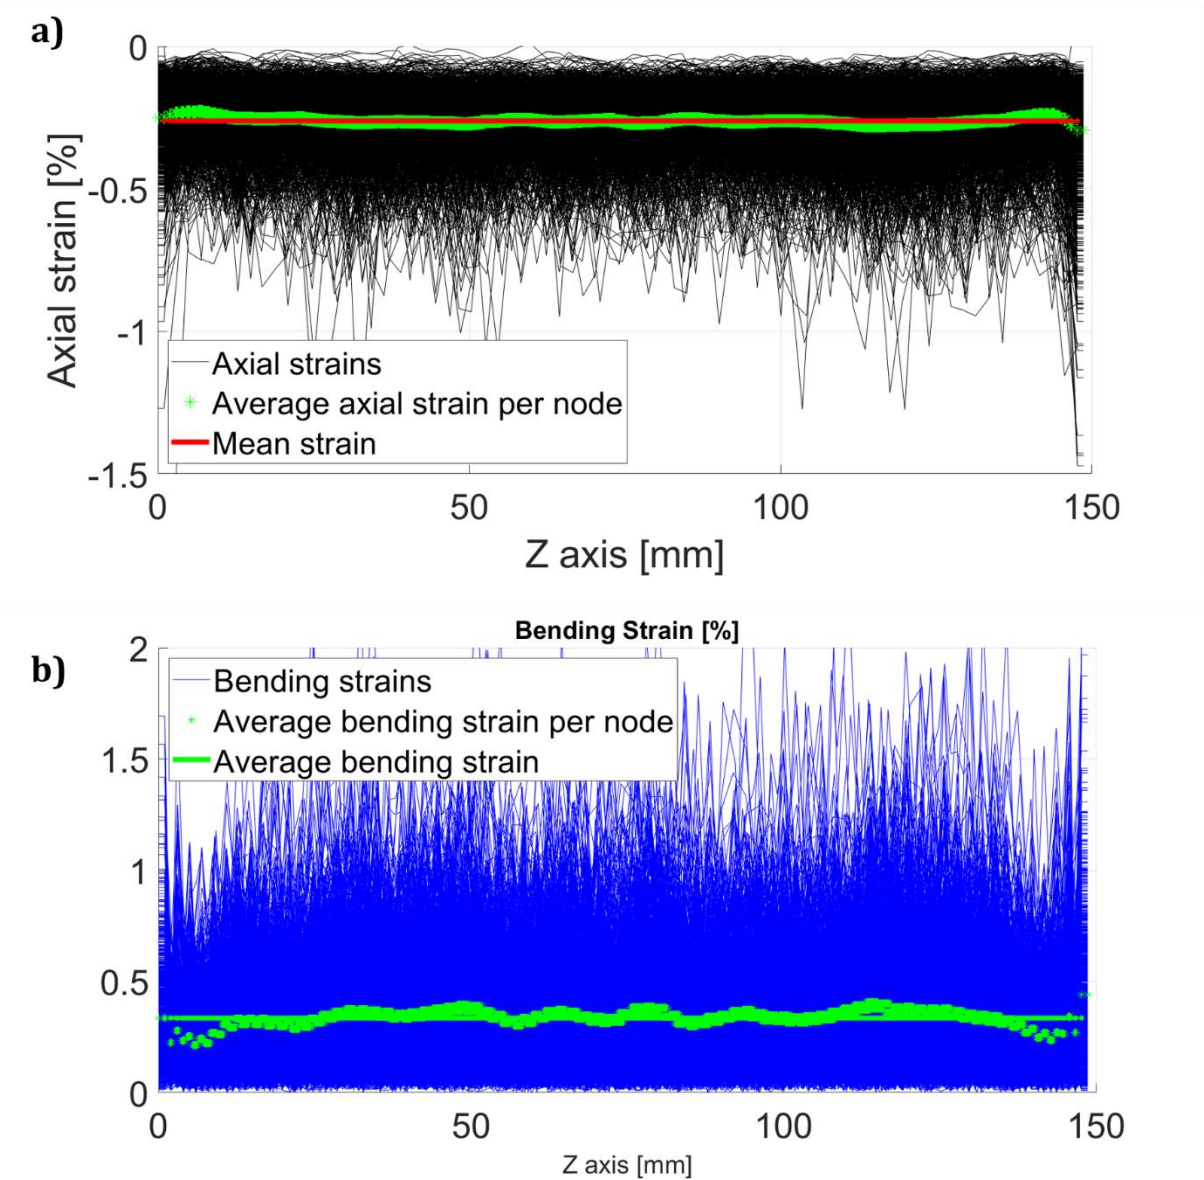 a)
0
-0.5
-1
-1.5
Axial strain [%]
Axial strains
Average axial strain per node
Mean strain
0
50
100
150
Z axis [mm]
b)
Bending Strain [%]
2
1.5
1
0.5
0
Bending strains
Average bending strain per node
Average bending strain
0
50
100
150
Z axis [mm]